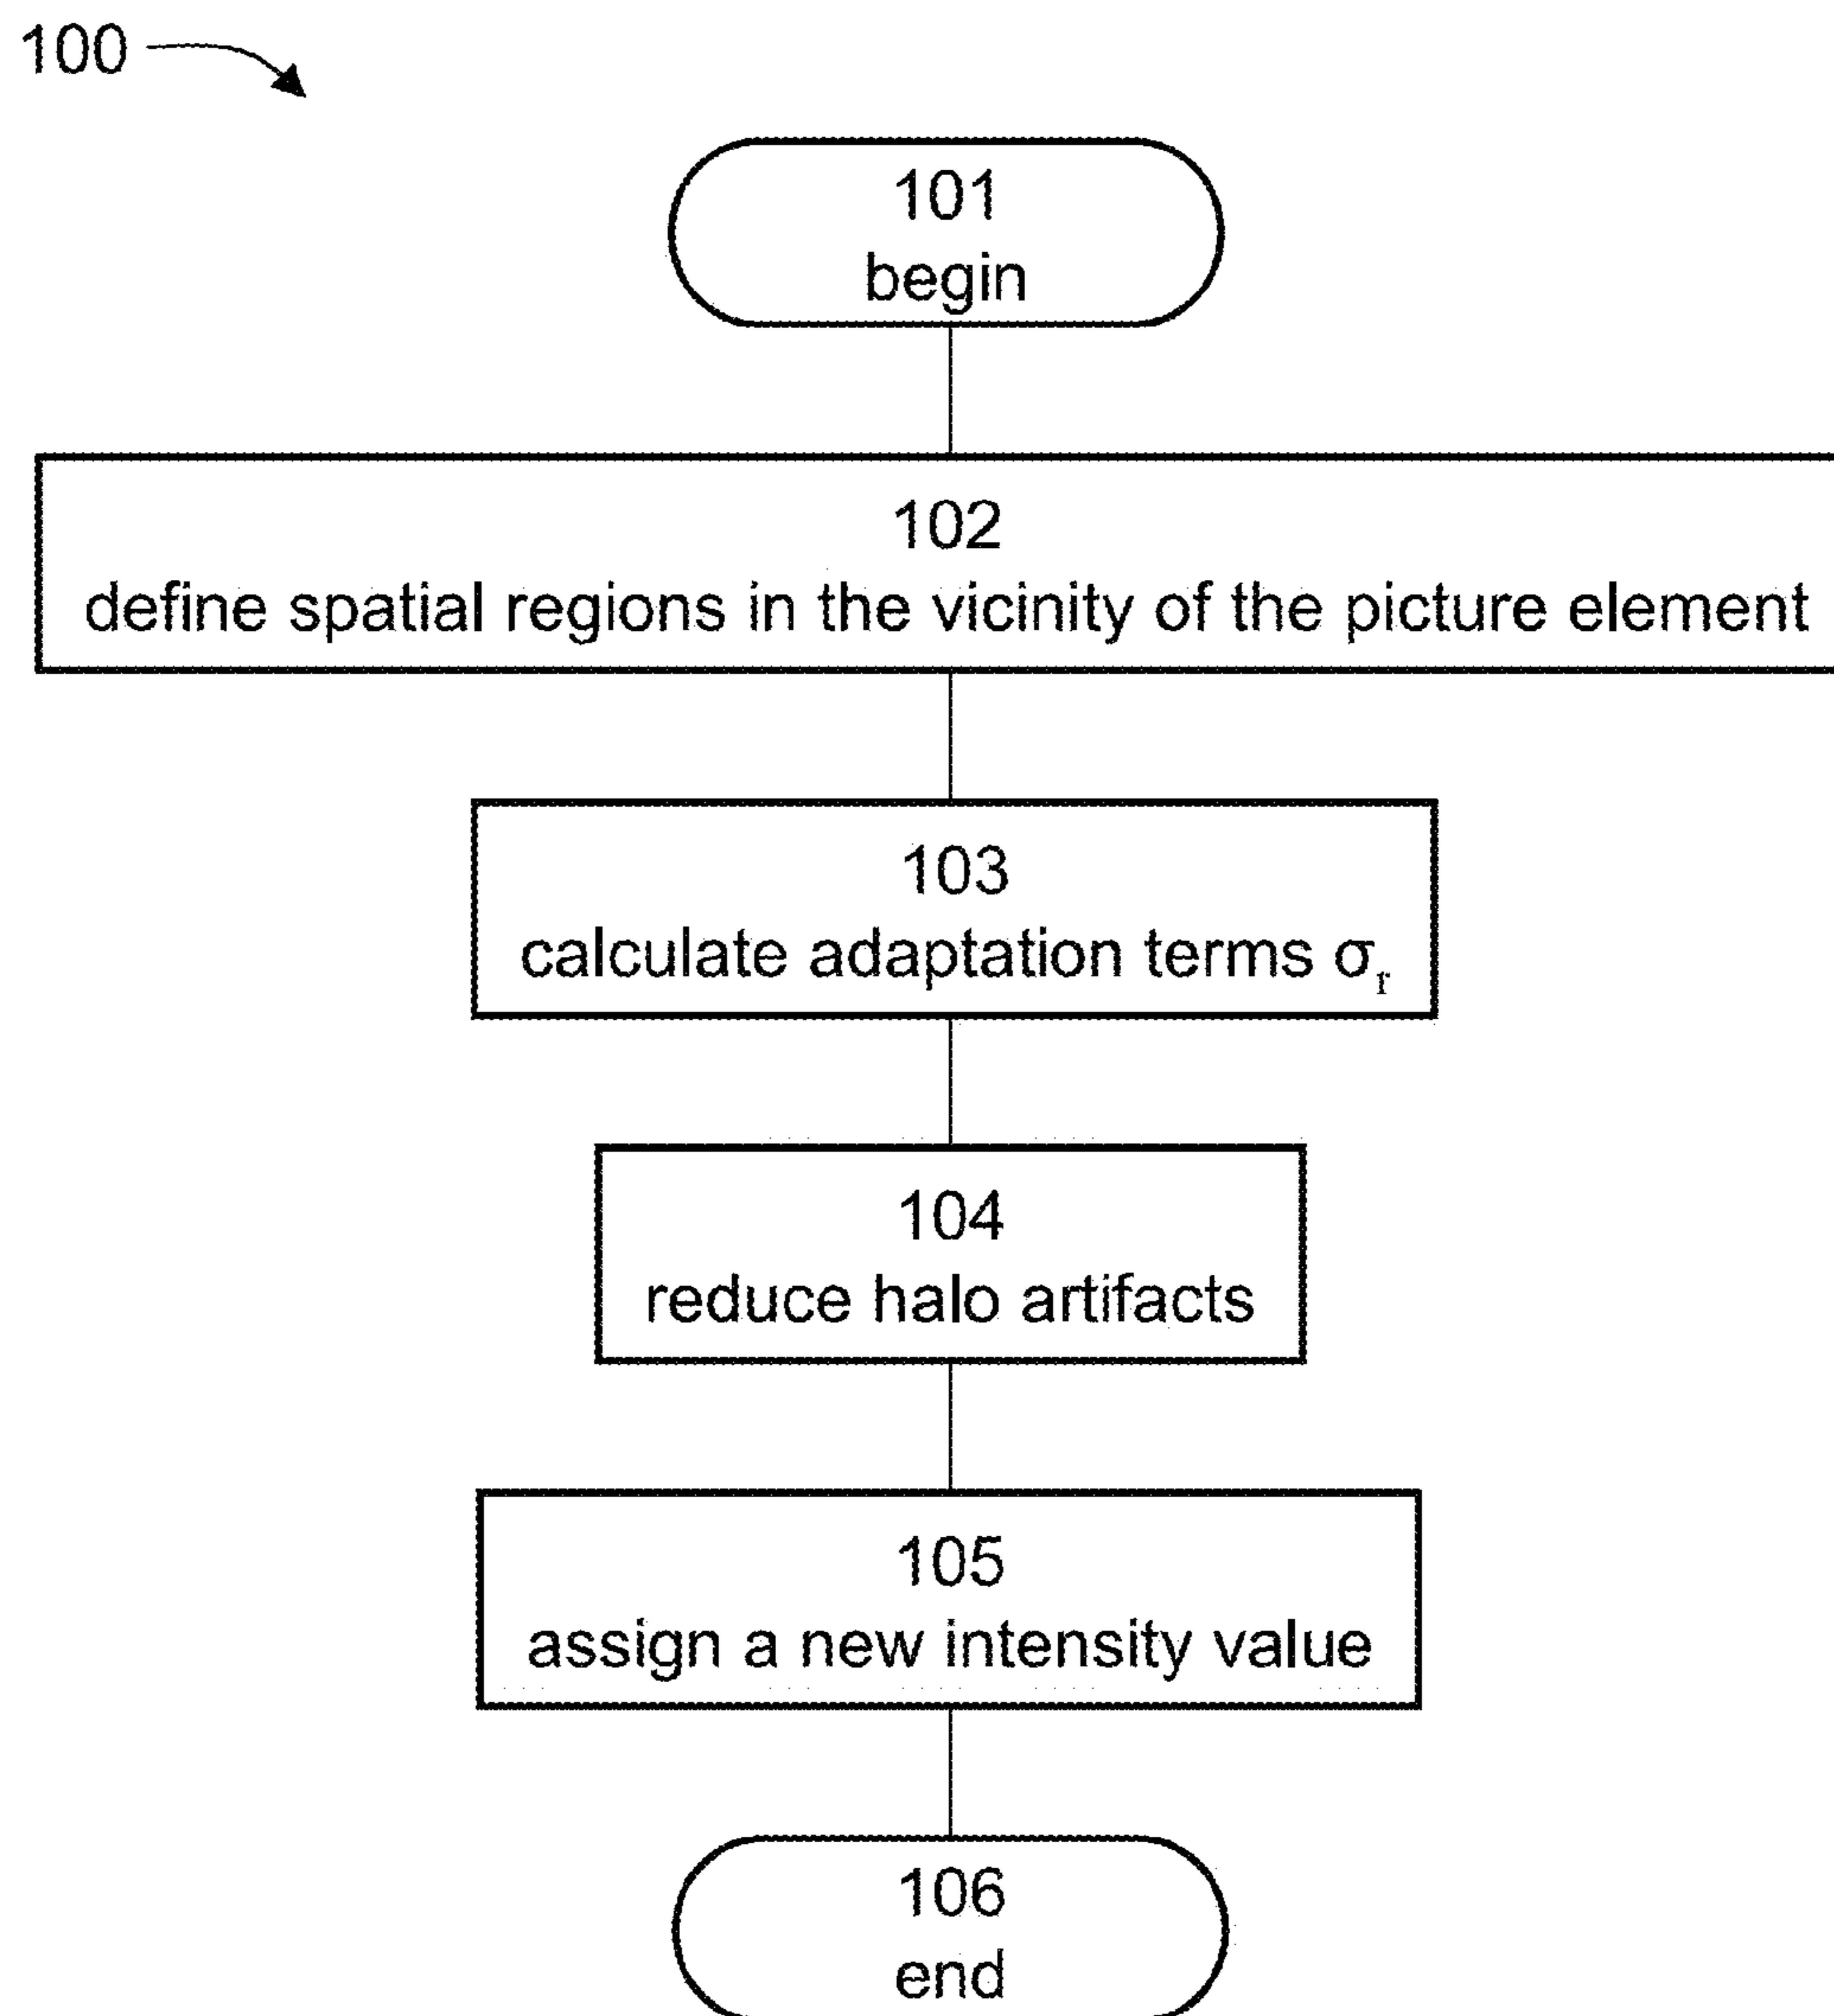 100
101
begin
102
define spatial regions in the vicinity of the picture element
103
calculate adaptation terms σᵣ
104
reduce halo artifacts
105
assign a new intensity value
106
end